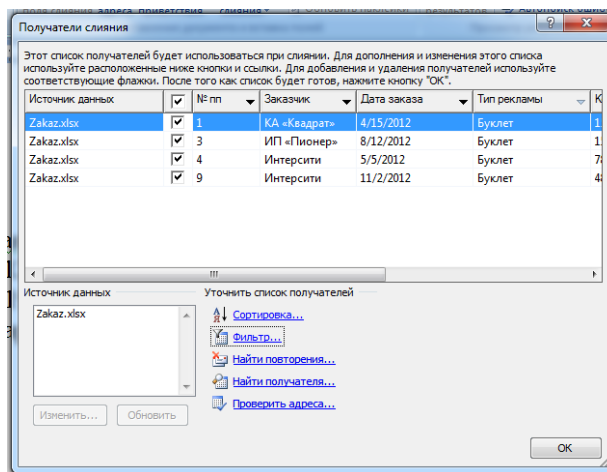 Получатели слияния
Этот список получателей будет использоваться при слиянии. Для дополнения и изменения этого списка
используйте расположенные ниже кнопки и ссылки. Для добавления и удаления получателей используйте
соответствующие флажки. После того как список будет готов, нажмите кнопку "ОК".
Источник данных № пп Заказчик Дата заказа Тип рекламы К
Zakaz.xlsx 1 КА «Квадрат» 4/15/2012 Буклет 1
Zakaz.xlsx 3 ИП «Пионер» 8/12/2012 Буклет 1
Zakaz.xlsx 4 Интерсити 5/5/2012 Буклет 7
Zakaz.xlsx 9 Интерсити 11/2/2012 Буклет 4
Источник данных Уточнить список получателей
Zakaz.xlsx
Сортировка...
Фильтр...
Найти повторения...
Найти получателя...
Проверить адреса...
Изменить... Обновить
ОК